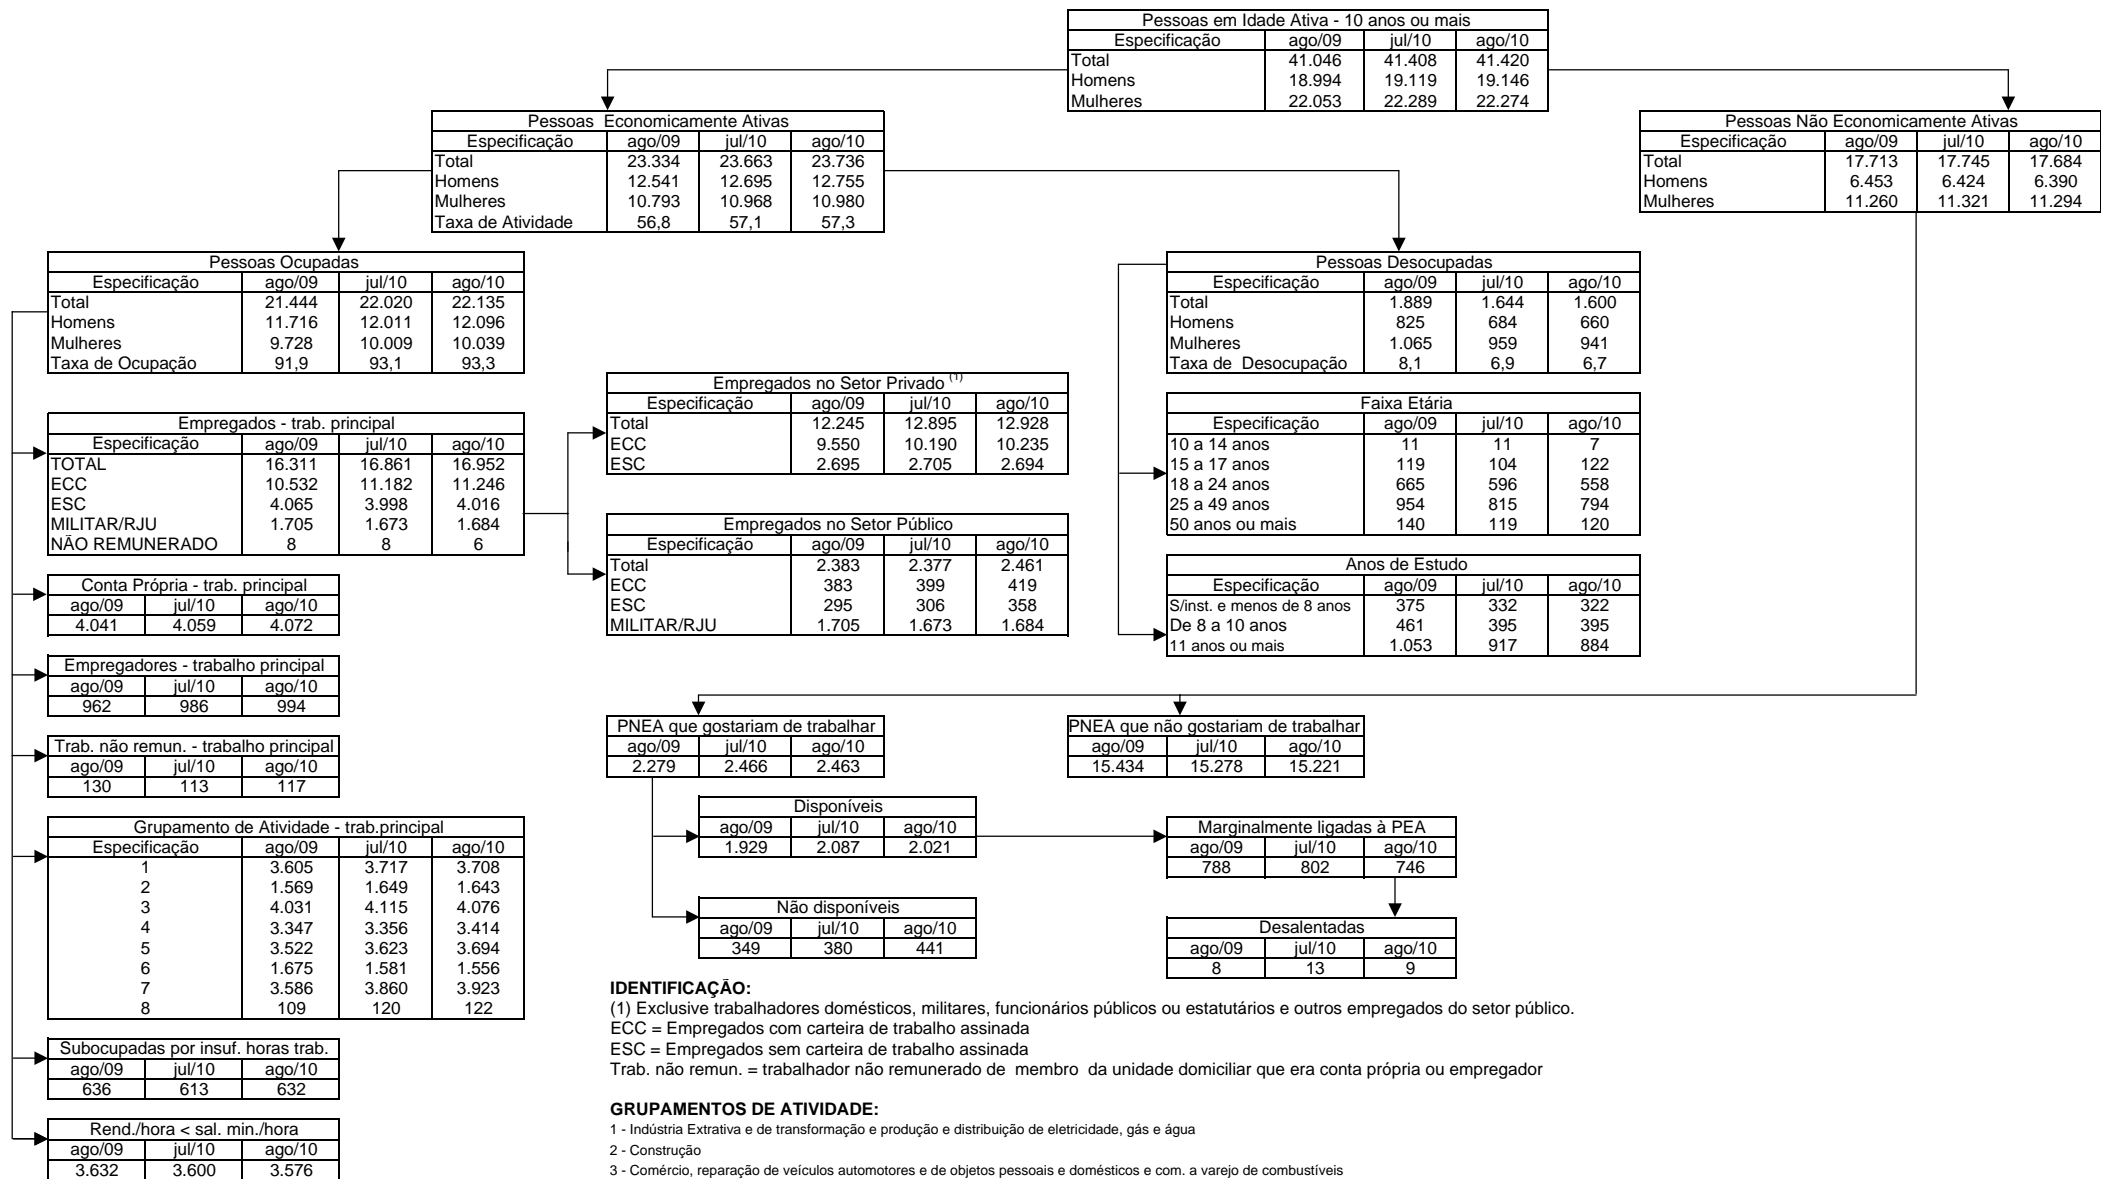 Pessoas em Idade Ativa - 10 anos ou mais
Especificação ago/09 jul/10 ago/10
Total 41.046 41.408 41.420
Homens 18.994 19.119 19.146
Mulheres 22.053 22.289 22.274
Pessoas Economicamente Ativas
Especificação ago/09 jul/10 ago/10
Total 23.334 23.663 23.736
Homens 12.541 12.695 12.755
Mulheres 10.793 10.968 10.980
Taxa de Atividade 56,8 57,1 57,3
Pessoas Não Economicamente Ativas
Especificação ago/09 jul/10 ago/10
Total 17.713 17.745 17.684
Homens 6.453 6.424 6.390
Mulheres 11.260 11.321 11.294
Pessoas Ocupadas
Especificação ago/09 jul/10 ago/10
Total 21.444 22.020 22.135
Homens 11.716 12.011 12.096
Mulheres 9.728 10.009 10.039
Taxa de Ocupação 91,9 93,1 93,3
Pessoas Desocupadas
Especificação ago/09 jul/10 ago/10
Total 1.889 1.644 1.600
Homens 825 684 660
Mulheres 1.065 959 941
Taxa de Desocupação 8,1 6,9 6,7
Empregados - trab. principal
Especificação ago/09 jul/10 ago/10
TOTAL 16.311 16.861 16.952
ECC 10.532 11.182 11.246
ESC 4.065 3.998 4.016
MILITAR/RJU 1.705 1.673 1.684
NÃO REMUNERADO 8 8 6
Empregados no Setor Privado (1)
Especificação ago/09 jul/10 ago/10
Total 12.245 12.895 12.928
ECC 9.550 10.190 10.235
ESC 2.695 2.705 2.694
Empregados no Setor Público
Especificação ago/09 jul/10 ago/10
Total 2.383 2.377 2.461
ECC 383 399 419
ESC 295 306 358
MILITAR/RJU 1.705 1.673 1.684
Faixa Etária
Especificação ago/09 jul/10 ago/10
10 a 14 anos 11 11 7
15 a 17 anos 119 104 122
18 a 24 anos 665 596 558
25 a 49 anos 954 815 794
50 anos ou mais 140 119 120
Anos de Estudo
Especificação ago/09 jul/10 ago/10
S/inst. e menos de 8 anos 375 332 322
De 8 a 10 anos 461 395 395
11 anos ou mais 1.053 917 884
Conta Própria - trab. principal
ago/09 jul/10 ago/10
4.041 4.059 4.072
Empregadores - trabalho principal
ago/09 jul/10 ago/10
962 986 994
Trab. não remun. - trabalho principal
ago/09 jul/10 ago/10
130 113 117
Grupamento de Atividade - trab.principal
Especificação ago/09 jul/10 ago/10
1 3.605 3.717 3.708
2 1.569 1.649 1.643
3 4.031 4.115 4.076
4 3.347 3.356 3.414
5 3.522 3.623 3.694
6 1.675 1.581 1.556
7 3.586 3.860 3.923
8 109 120 122
Subocupadas por insuf. horas trab.
ago/09 jul/10 ago/10
636 613 632
Rend./hora < sal. min./hora
ago/09 jul/10 ago/10
3.632 3.600 3.576
PNEA que gostariam de trabalhar
ago/09 jul/10 ago/10
2.279 2.466 2.463
PNEA que não gostariam de trabalhar
ago/09 jul/10 ago/10
15.434 15.278 15.221
Disponíveis
ago/09 jul/10 ago/10
1.929 2.087 2.021
Marginalmente ligadas à PEA
ago/09 jul/10 ago/10
788 802 746
Não disponíveis
ago/09 jul/10 ago/10
349 380 441
Desalentadas
ago/09 jul/10 ago/10
8 13 9
IDENTIFICAÇÃO:
(1) Exclusive trabalhadores domésticos, militares, funcionários públicos ou estatutários e outros empregados do setor público.
ECC = Empregados com carteira de trabalho assinada
ESC = Empregados sem carteira de trabalho assinada
Trab. não remun. = trabalhador não remunerado de membro da unidade domiciliar que era conta própria ou empregador
GRUPAMENTOS DE ATIVIDADE:
1 - Indústria Extrativa e de transformação e produção e distribuição de eletricidade, gás e água
2 - Construção
3 - Comércio, reparação de veículos automotores e de objetos pessoais e domésticos e com. a varejo de combustíveis